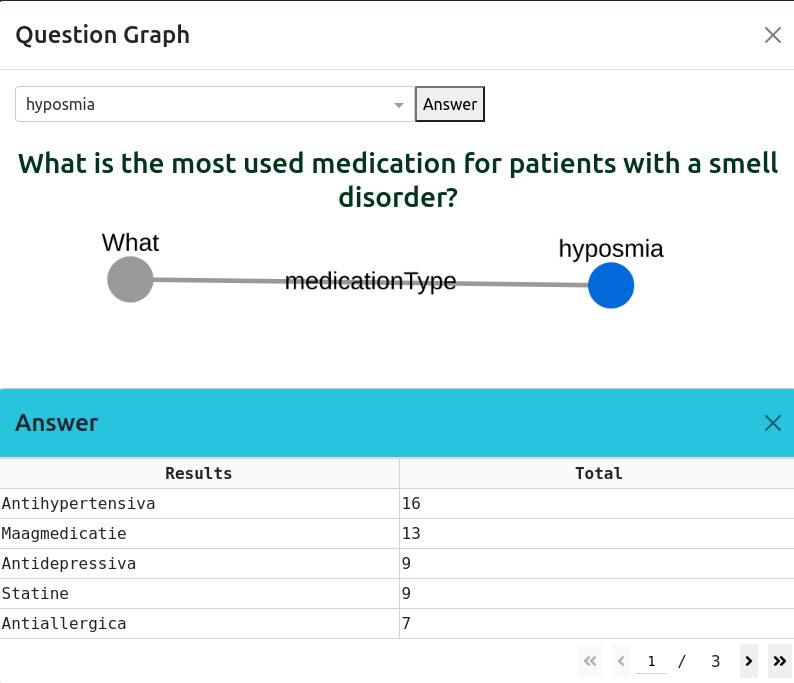 Question Graph
hyposmia
Answer
What is the most used medication for patients with a smell
disorder?
What
hyposmia
medicationType
Answer
Results Total
Antihypertensiva 16
Maagmedicatie 13
Antidepressiva 9
Statine 9
Antiallergica 7
1 / 3